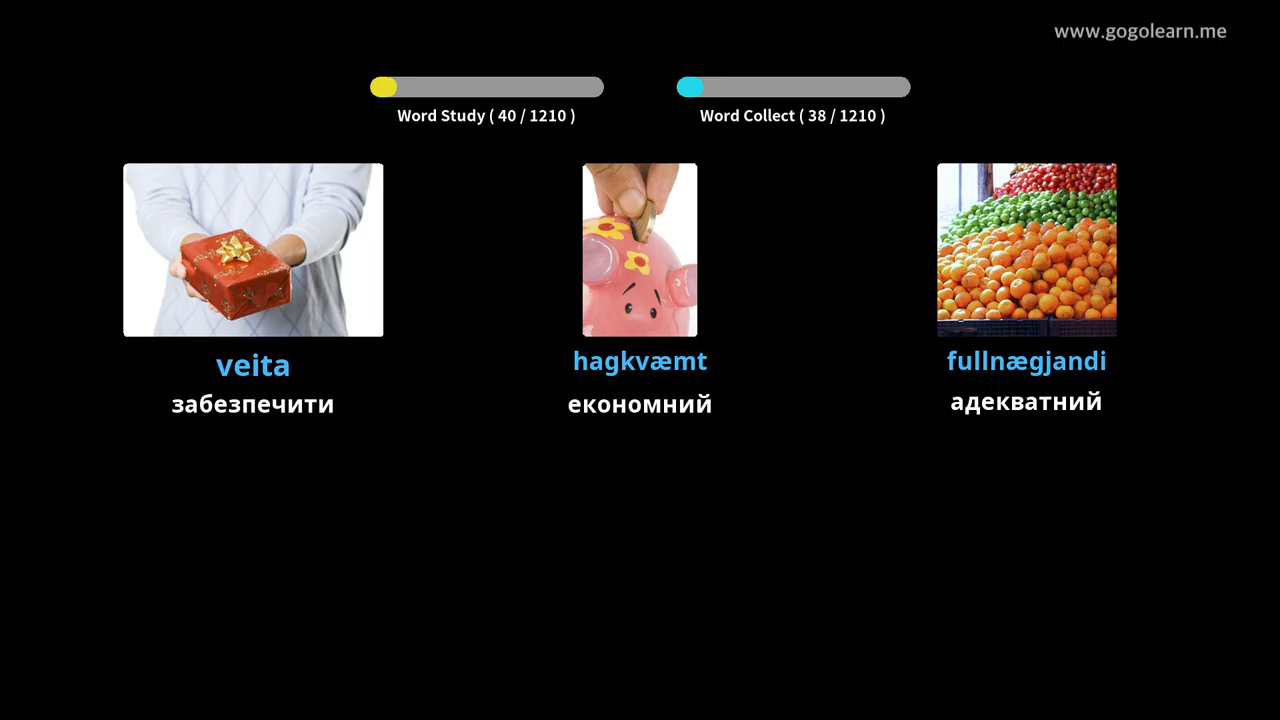 www.gogolearn.me
Word Study ( 40 / 1210 )
Word Collect ( 38 / 1210 )
veita
hagkvæmt
fullnægjandi
забезпечити
економний
адекватний